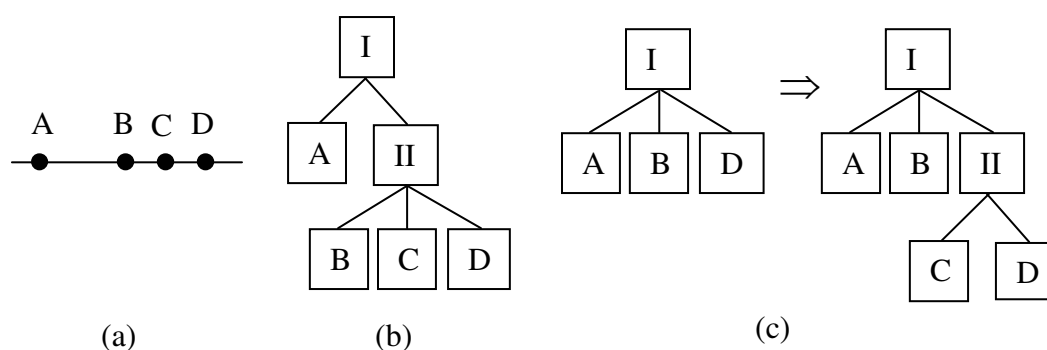 A B C D
(a)
I
A II
B C D
(b)
I
A B D
⇒
I
A B II
C D
(c)